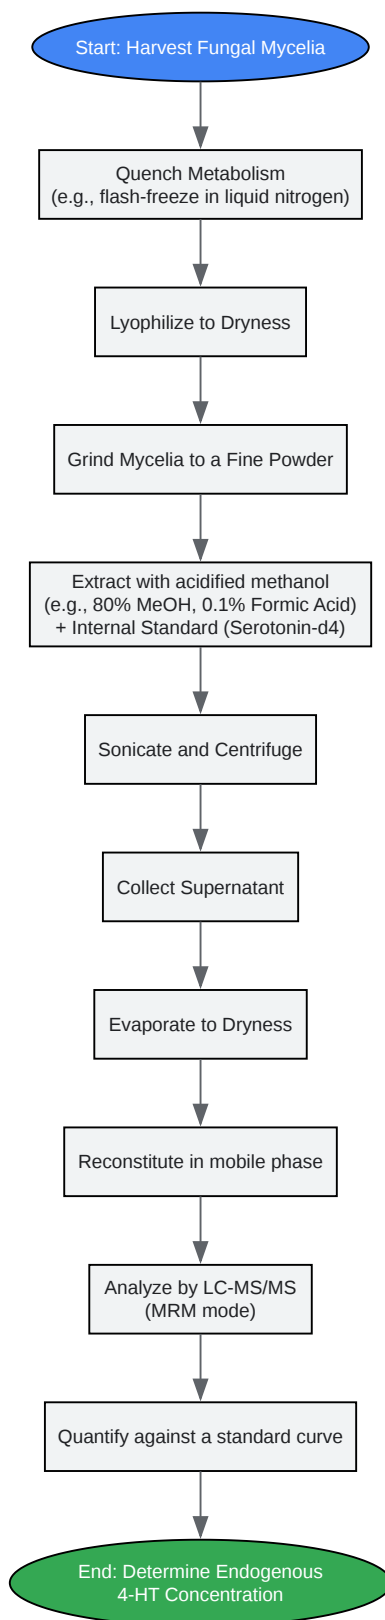 Start: Harvest Fungal Mycelia
Quench Metabolism
(e.g., flash-freeze in liquid nitrogen)
Lyophilize to Dryness
Grind Mycelia to a Fine Powder
Extract with acidified methanol
(e.g., 80% MeOH, 0.1% Formic Acid)
+ Internal Standard (Serotonin-d4)
Sonicate and Centrifuge
Collect Supernatant
Evaporate to Dryness
Reconstitute in mobile phase
Analyze by LC-MS/MS
(MRM mode)
Quantify against a standard curve
End: Determine Endogenous
4-HT Concentration